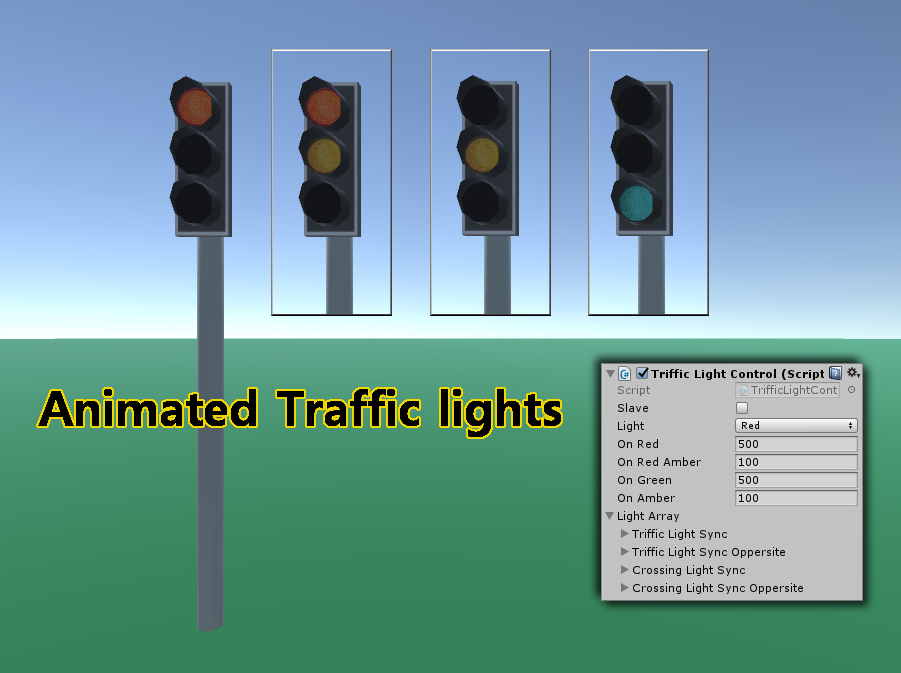 Animated Traffic lights
Triffic Light Control (Script
Script TrifficLightCont
Slave
Light Red
On Red 500
On Red Amber 100
On Green 500
On Amber 100
Light Array
Triffic Light Sync
Triffic Light Sync Oppersite
Crossing Light Sync
Crossing Light Sync Oppersite